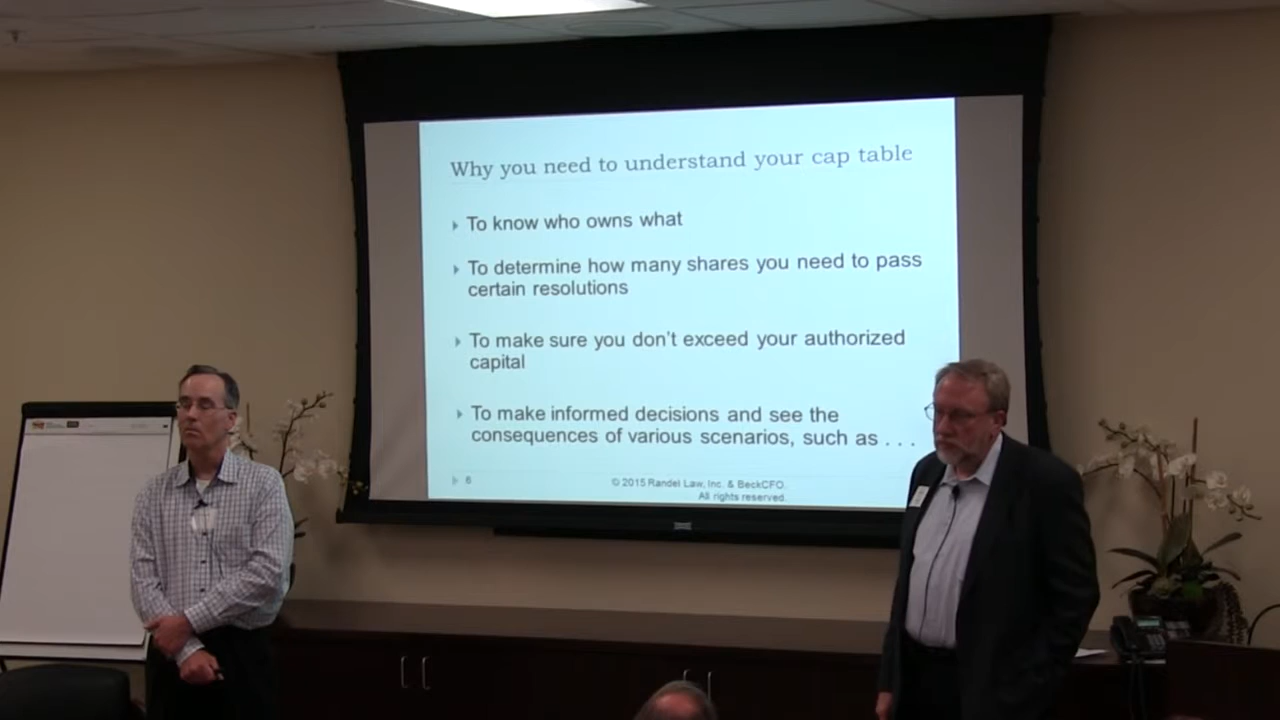 Why you need to understand your cap table
To know who owns what
To determine how many shares you need to pass
certain resolutions
To make sure you don't exceed your authorized
capital
To make informed decisions and see the
consequences of various scenarios, such as . . .
6
© 2015 Randel Law, Inc. & BeckCFO.
All rights reserved.